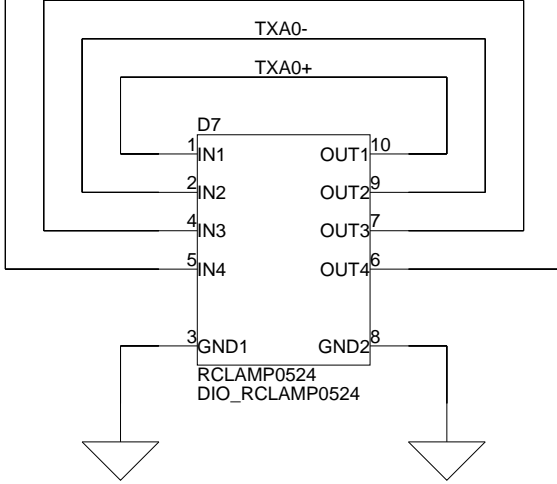 TXA0-
TXA0+
D7
1 IN1 OUT1 10
2 IN2 OUT2 9
4 IN3 OUT3 7
5 IN4 OUT4 6
3 GND1 GND2 8
RCLAMP0524
DIO_RCLAMP0524